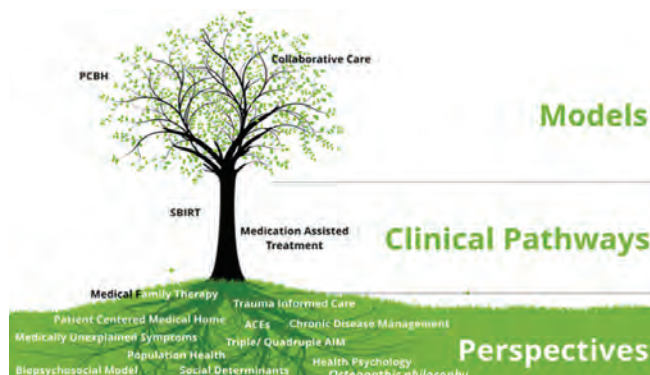 Collaborative Care
PCBH
Models
SBIRT
Medication Assisted
Treatment
Clinical Pathways
Medical Family Therapy
Trauma Informed Care
Patient Centered Medical Home
ACEs
Chronic Disease Management
Medically Unexplained Symptoms
Triple/ Quadruple AIM
Perspectives
Population Health
Health Psychology
Biopsychosocial Model
Social Determinants
Osteopathic philosophy